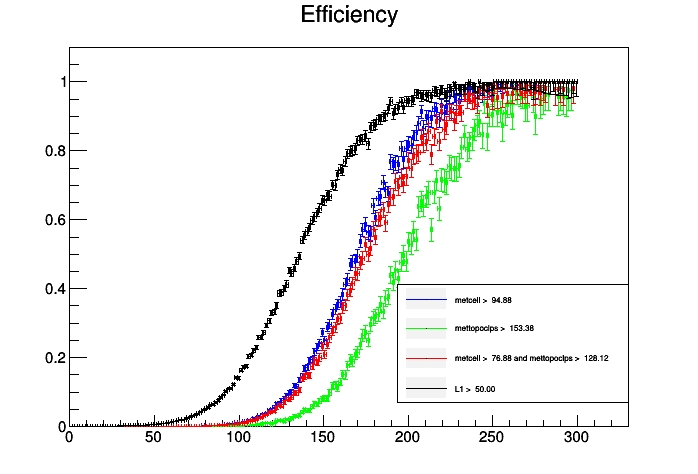 Efficiency
1
0.8
0.6
0.4
0.2
0
metcell > 94.88
mettopoclps > 153.38
metcell > 76.88 and mettopoclps > 128.12
L1 > 50.00
0 50 100 150 200 250 300